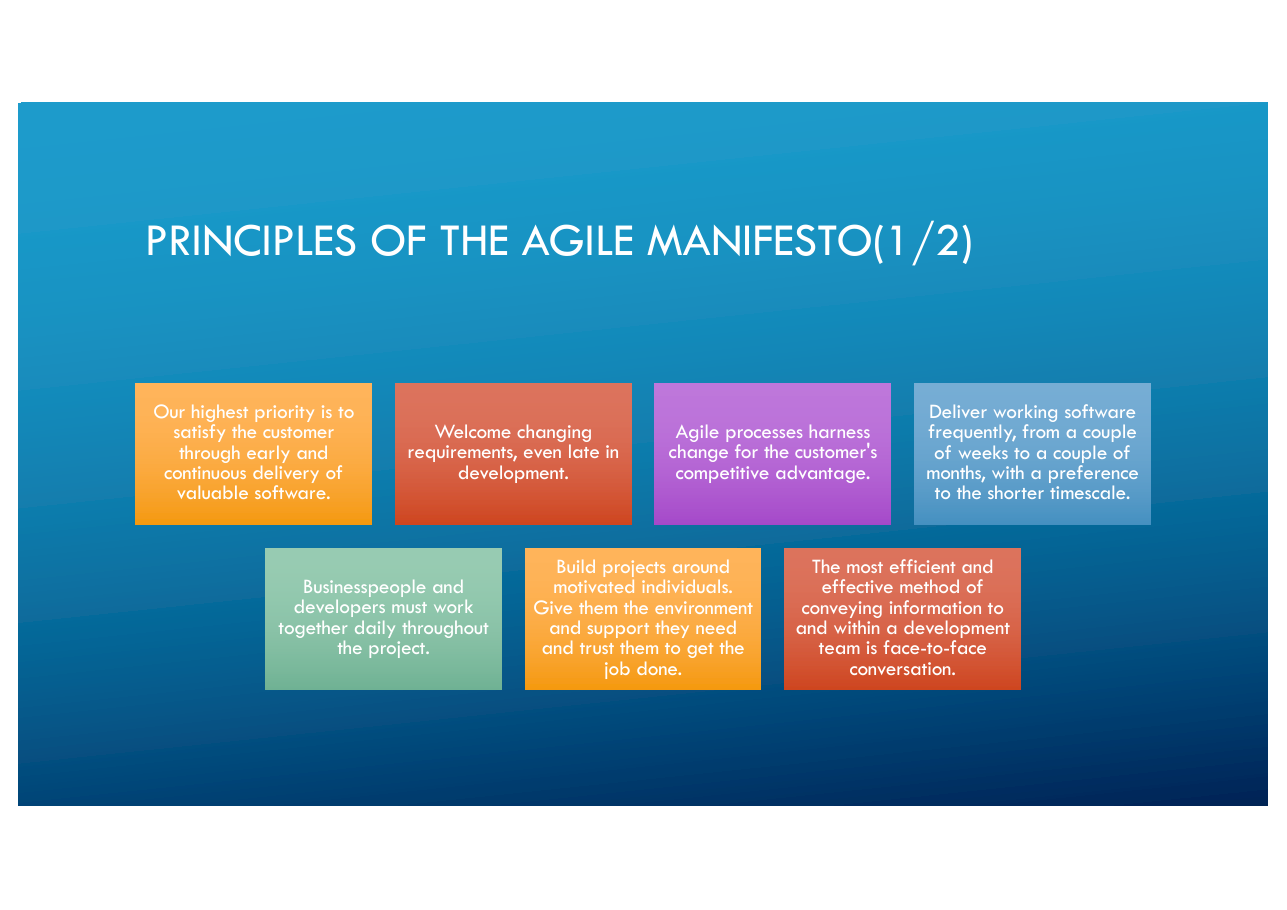 PRINCIPLES OF THE AGILE MANIFESTO(1/2)
Our highest priority is to
satisfy the customer
through early and
continuous delivery of
valuable software.
Welcome changing
requirements, even late in
development.
Agile processes harness
change for the customer's
competitive advantage.
Deliver working software
frequently, from a couple
of weeks to a couple of
months, with a preference
to the shorter timescale.
Businesspeople and
developers must work
together daily throughout
the project.
Build projects around
motivated individuals.
Give them the environment
and support they need
and trust them to get the
job done.
The most efficient and
effective method of
conveying information to
and within a development
team is face-to-face
conversation.